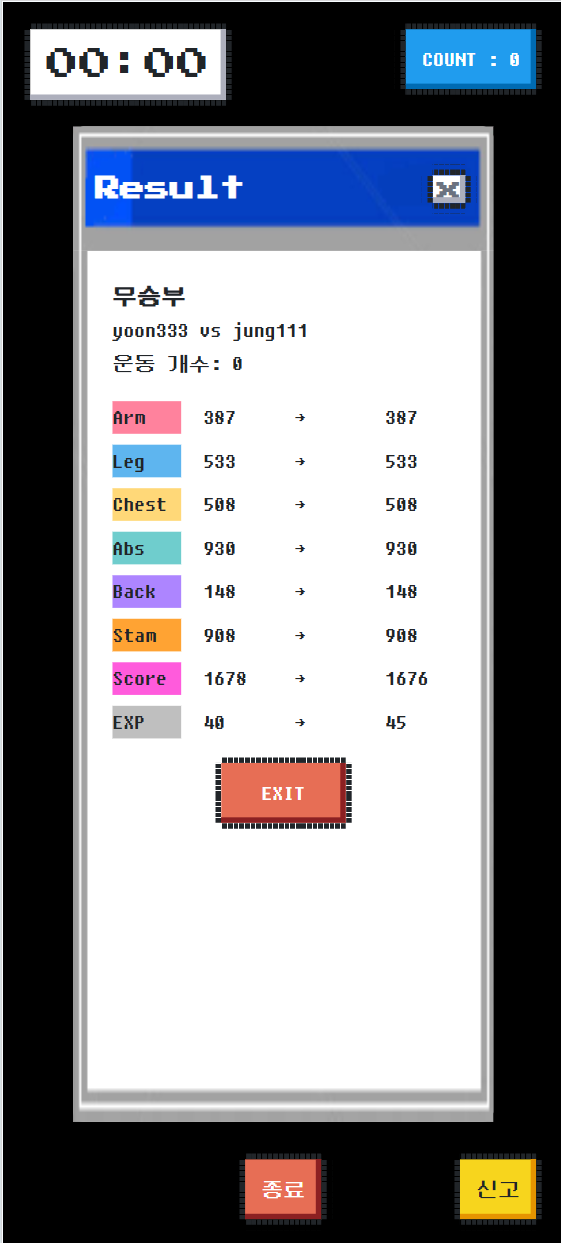 00:00
COUNT : 0
Result
x
무승부
yoon333 vs jung111
운동 개수: 0
Arm 387 → 387
Leg 533 → 533
Chest 508 → 508
Abs 930 → 930
Back 148 → 148
Stam 908 → 908
Score 1678 → 1676
EXP 40 → 45
EXIT
종료 신고